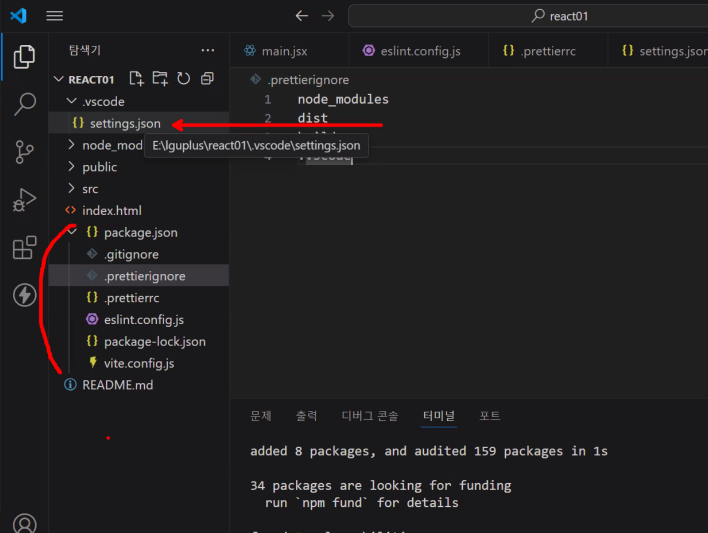 react01
탐색기 ...
REACT01
.vscode
{} settings.json
node_mod
public
src
<> index.html
{} package.json
.gitignore
.prettierignore
{} .prettierrc
eslint.config.js
{} package-lock.json
vite.config.js
README.md
main.jsx
eslint.config.js
{} .prettierrc
{} settings.json
.prettierignore
1 node_modules
2 dist
E:\lguplus\react01\.vscode\settings.json
4 .vscode
문제 출력 디버그 콘솔 터미널 포트
added 8 packages, and audited 159 packages in 1s
34 packages are looking for funding
run `npm fund` for details